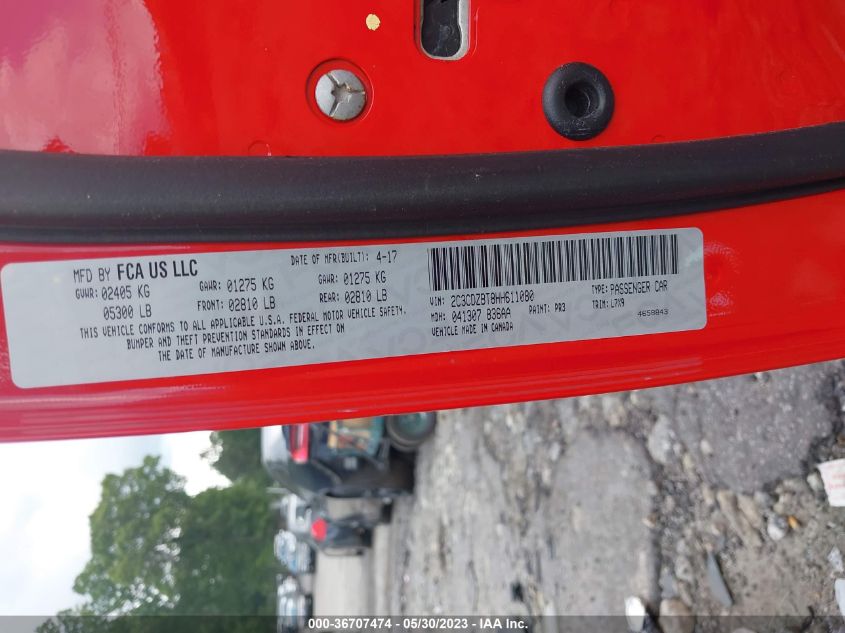 MFD BY FCA US LLC
DATE OF MFR(BUILT): 4-17
GVWR: 02405 KG GAWR: 01275 KG GAWR: 01275 KG
05300 LB FRONT: 02810 LB REAR: 02810 LB
THIS VEHICLE CONFORMS TO ALL APPLICABLE U.S.A. FEDERAL MOTOR VEHICLE SAFETY,
BUMPER AND THEFT PREVENTION STANDARDS IN EFFECT ON
THE DATE OF MANUFACTURE SHOWN ABOVE.
VIN: 2C3CDZBT8HH611080 TYPE: PASSENGER CAR
MDH: 041307 836AA PAINT: PR3 TRIM: L7X9
VEHICLE MADE IN CANADA 4658843
000-36707474 — 05/30/2023 — IAA Inc.